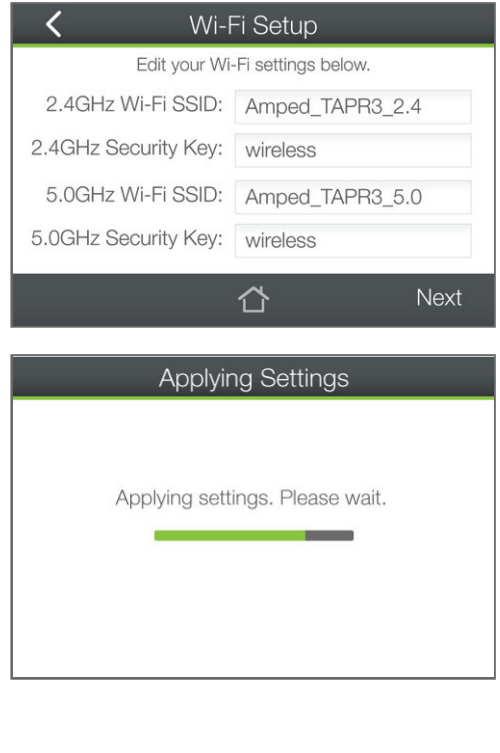 Wi-Fi Setup
Edit your Wi-Fi settings below.
2.4GHz Wi-Fi SSID: Amped_TAPR3_2.4
2.4GHz Security Key: wireless
5.0GHz Wi-Fi SSID: Amped_TAPR3_5.0
5.0GHz Security Key: wireless
Next
Applying Settings
Applying settings. Please wait.